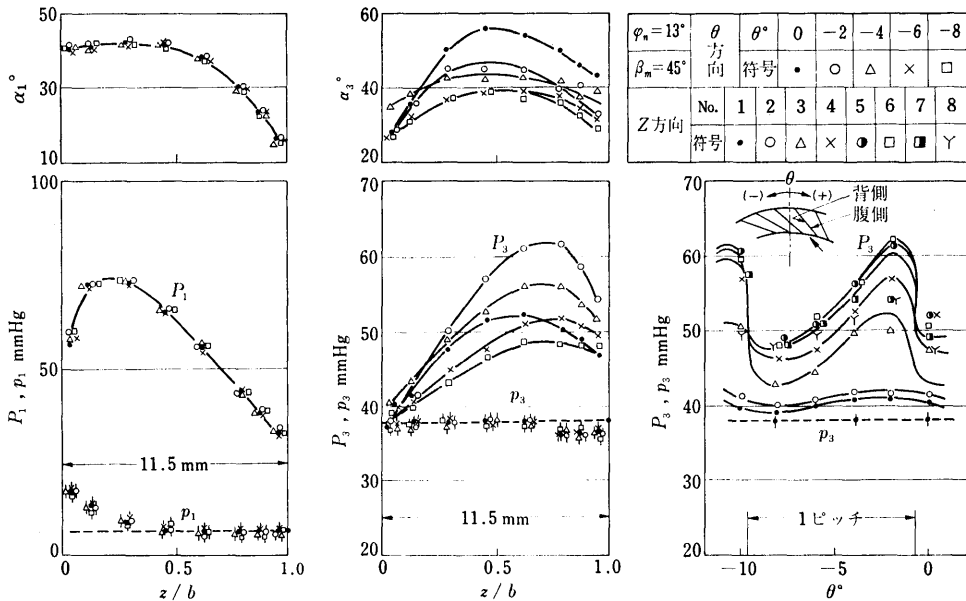 50
40
30
20
10
α₁°
60
40
20
α₃°
φₙ=13°
βₘ=45°
θ方向
θ° 0 −2 −4 −6 −8
符号 • ○ △ × □
Z方向
No. 1 2 3 4 5 6 7 8
符号 • ○ △ × ◑ □ ◨ Y
100
50
0
P₁, p₁ mmHg
P₁
11.5 mm
p₁
0 0.5 1.0
z / b
70
60
50
40
30
20
P₃, p₃ mmHg
P₃
p₃
11.5 mm
0 0.5 1.0
z / b
70
60
50
40
30
20
P₃, p₃ mmHg
θ
(−) (+)
背側
腹側
P₃
p₃
1ピッチ
−10 −5 0
θ°